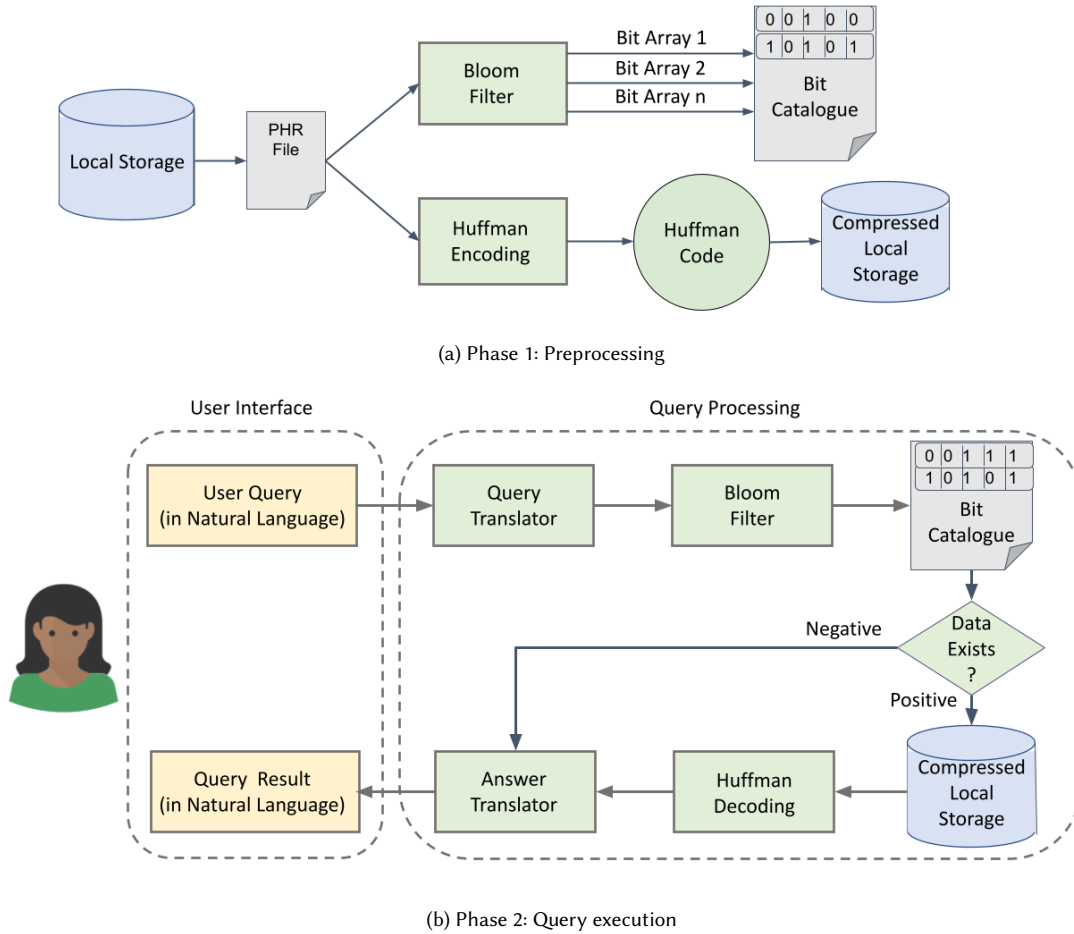 Local Storage
PHR
File
Bloom
Filter
Bit Array 1
Bit Array 2
Bit Array n
0 0 1 0 0
1 0 1 0 1
Bit
Catalogue
Huffman
Encoding
Huffman
Code
Compressed
Local
Storage
(a) Phase 1: Preprocessing
User Interface
Query Processing
User Query
(in Natural Language)
Query
Translator
Bloom
Filter
0 0 1 1 1
1 0 1 0 1
Bit
Catalogue
Data
Exists
?
Negative
Positive
Query Result
(in Natural Language)
Answer
Translator
Huffman
Decoding
Compressed
Local
Storage
(b) Phase 2: Query execution